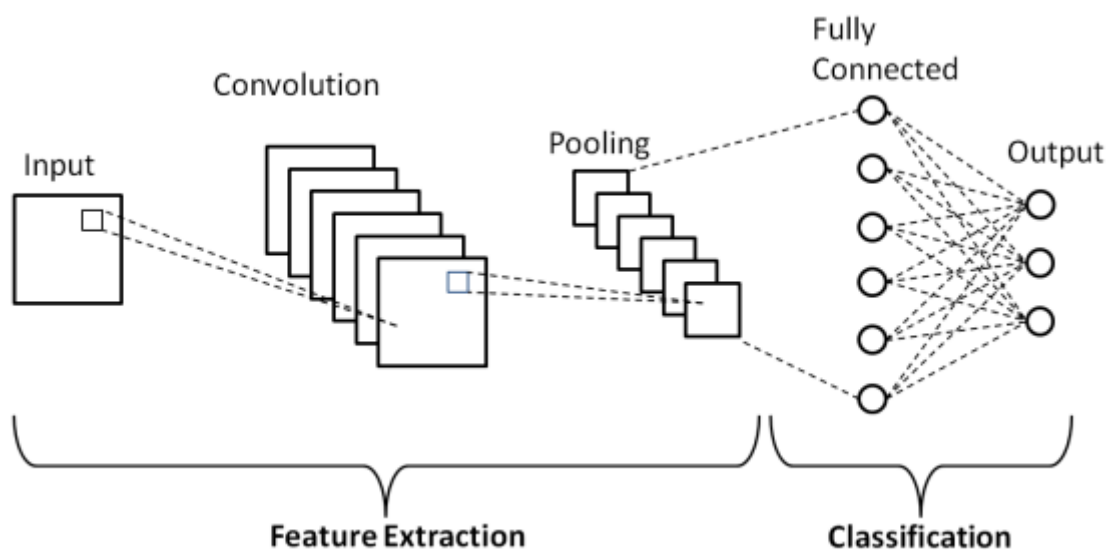 Input
Convolution
Pooling
Fully
Connected
Output
Feature Extraction
Classification